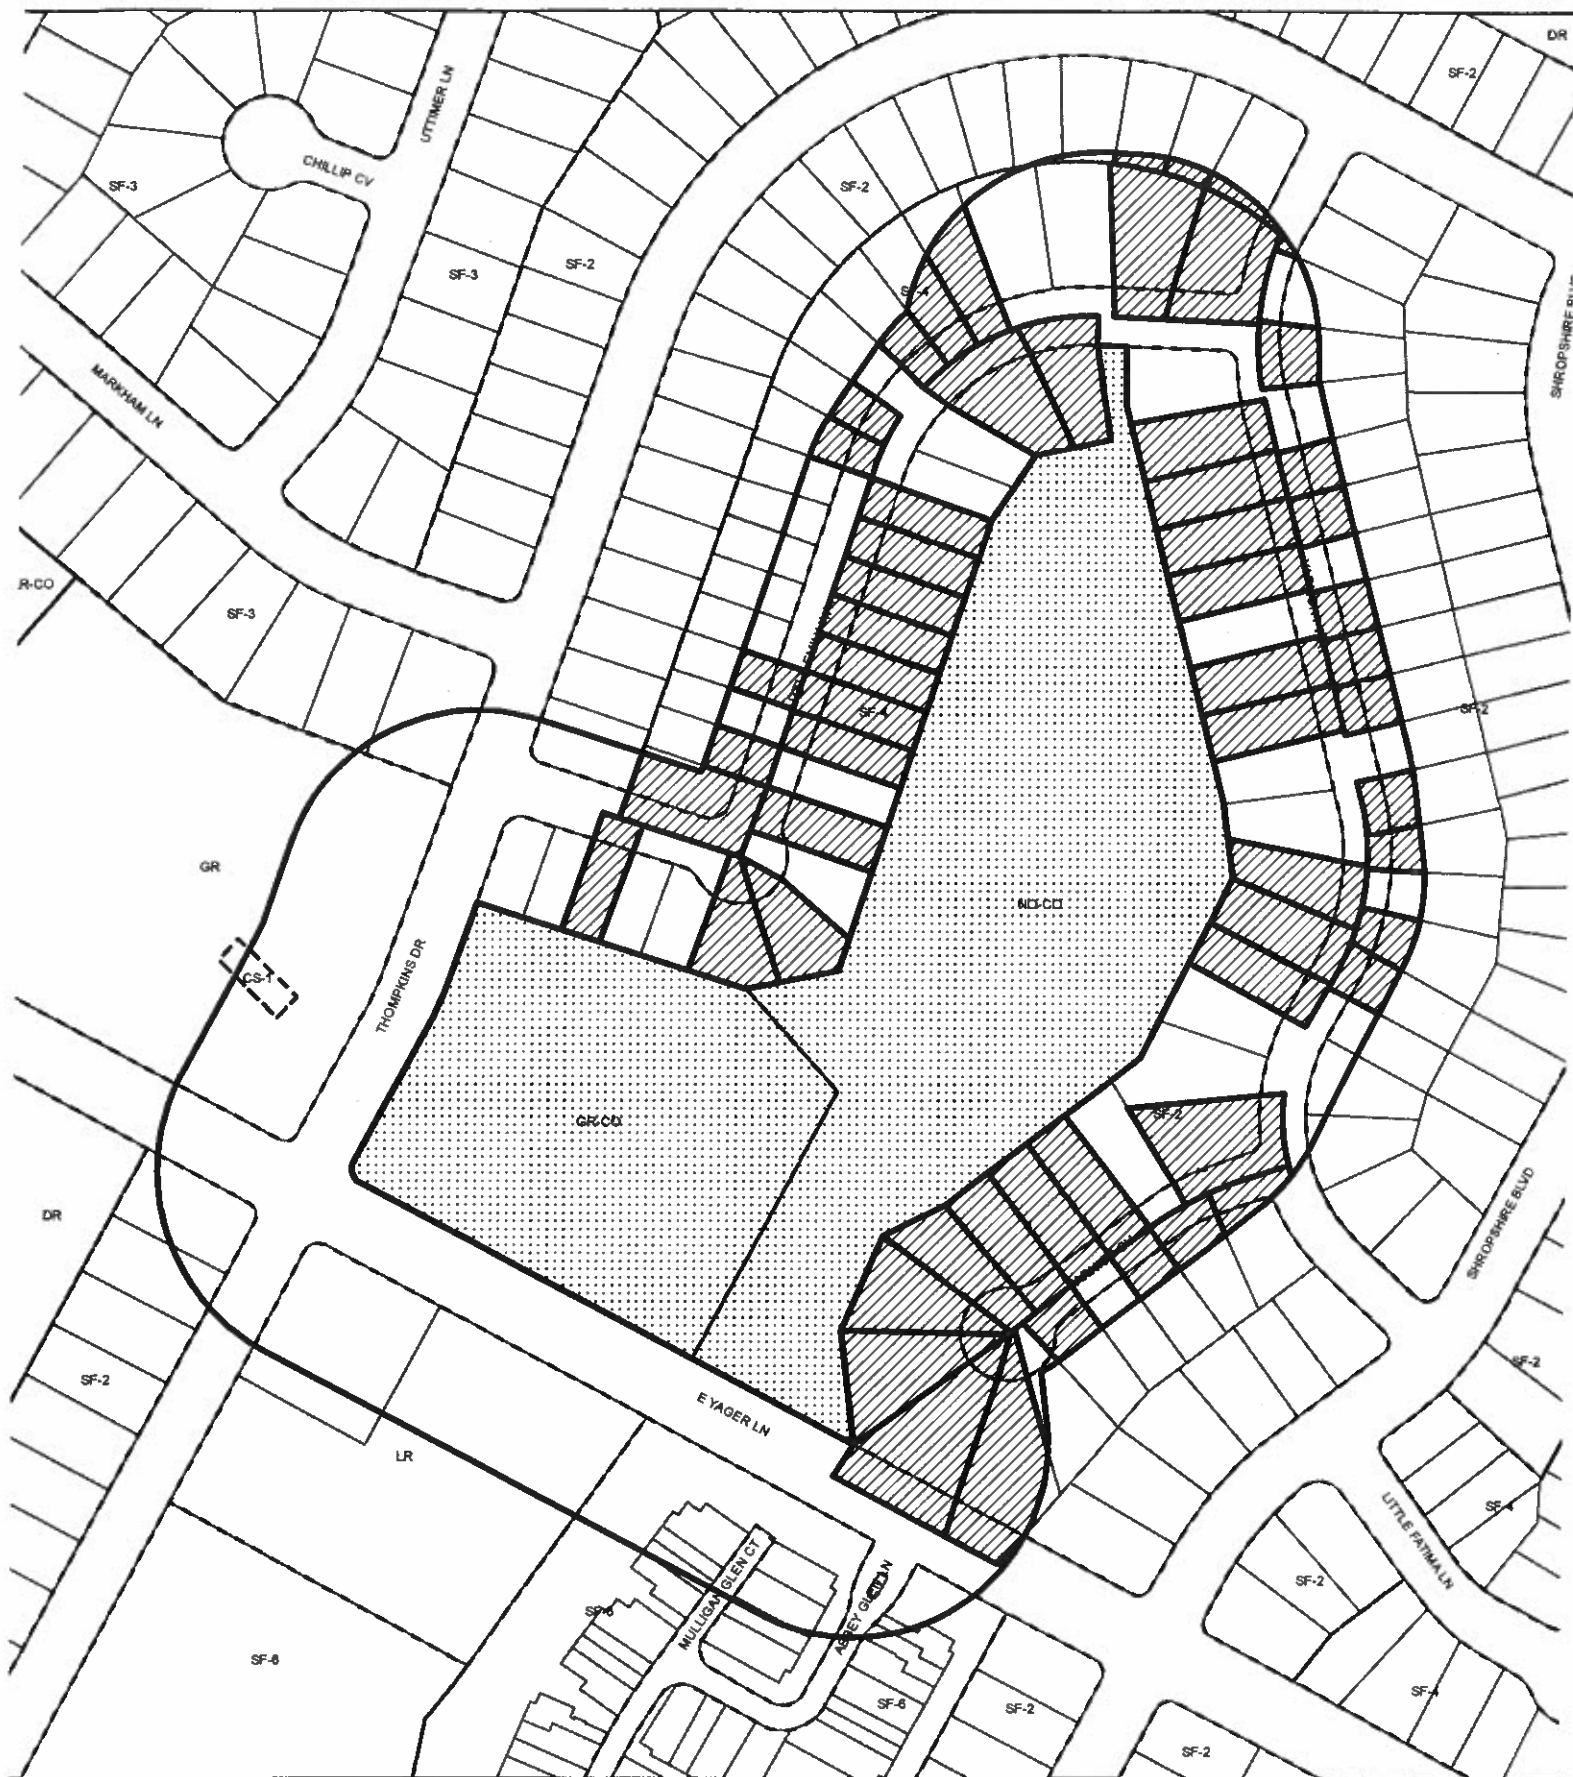 DR
SF-2
UTTIMER LN
CHILLIP CV
SF-3
SF-2
SF-3
SF-2
SHROPSHIRE BLVD
MARKHAM LN
R-CO
SF-3
SF-4
SF-2
GR
NO-CO
CS-1
THOMPKINS DR
GR-CO
SF-2
DR
SHROPSHIRE BLVD
SF-2
SF-2
E YAGER LN
LR
LITTLE FATIMA LN
SF-4
MULLIGAN GLEN CT
SF-2
SF-6
ABBEY GLEN LN
SF-6
SF-6
SF-2
SF-4
SF-2